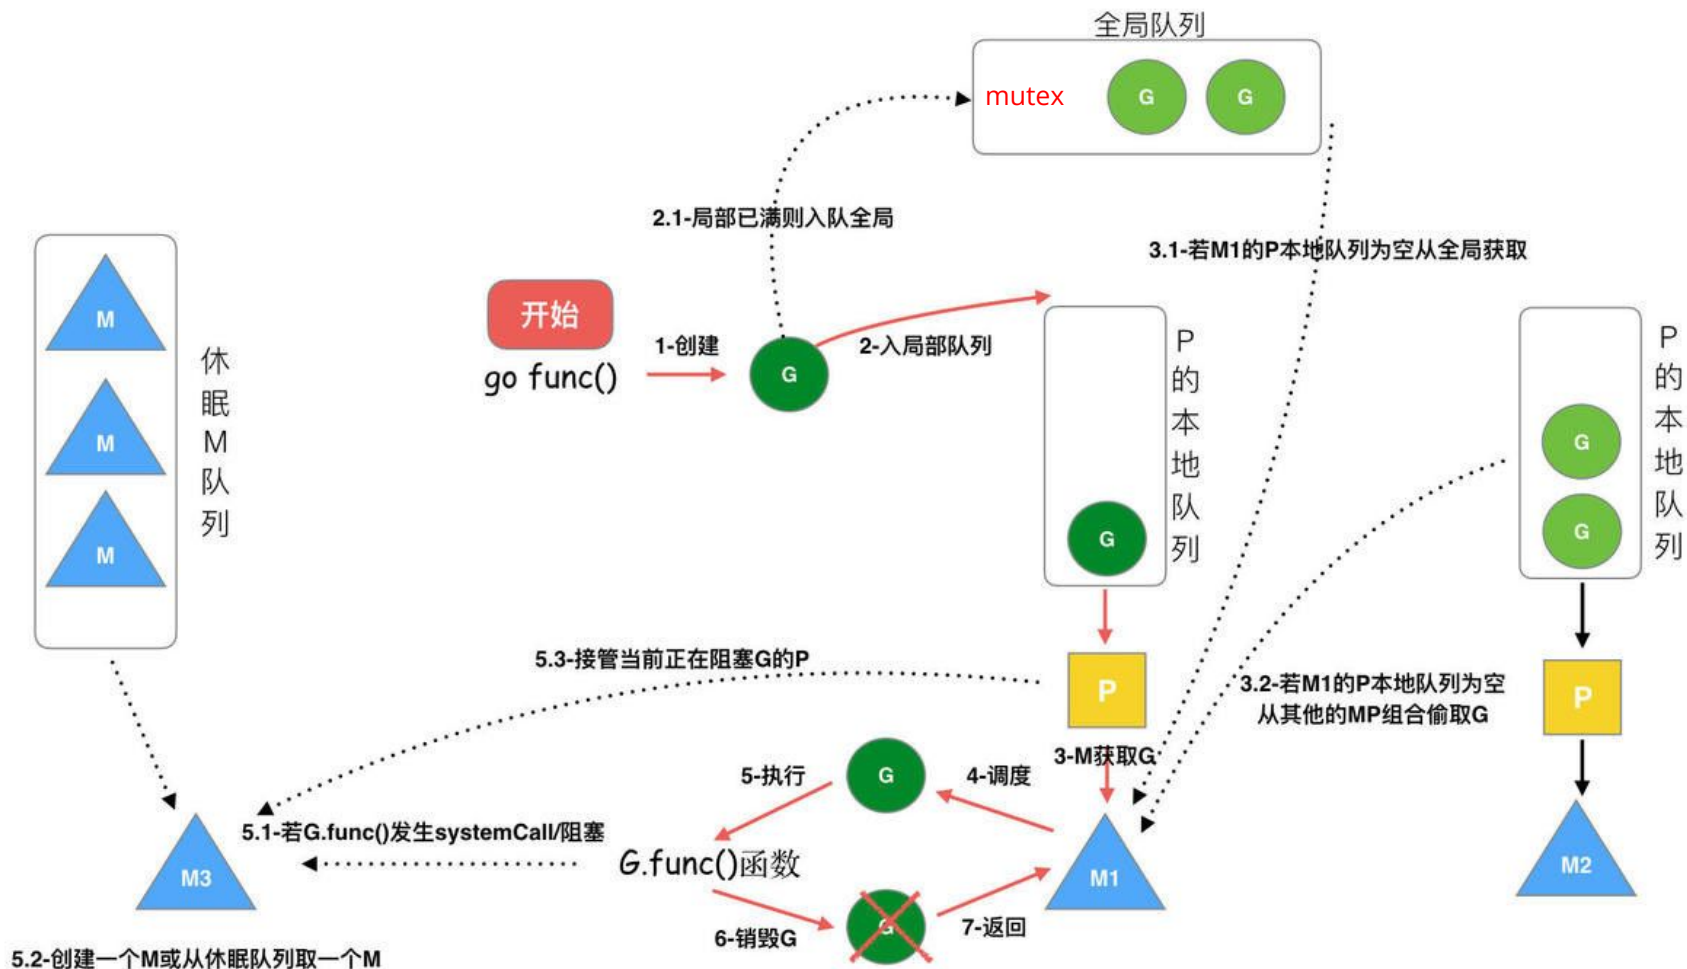 全局队列
mutex
G
G
2.1-局部已满则入队全局
3.1-若M1的P本地队列为空从全局获取
开始
go func()
1-创建
G
2-入局部队列
M
M
M
休眠M队列
G
P的本地队列
G
G
P的本地队列
5.3-接管当前正在阻塞G的P
P
3.2-若M1的P本地队列为空
从其他的MP组合偷取G
P
3-M获取G
5-执行
G
4-调度
5.1-若G.func()发生systemCall/阻塞
G.func()函数
M3
M1
M2
6-销毁G
G
7-返回
5.2-创建一个M或从休眠队列取一个M